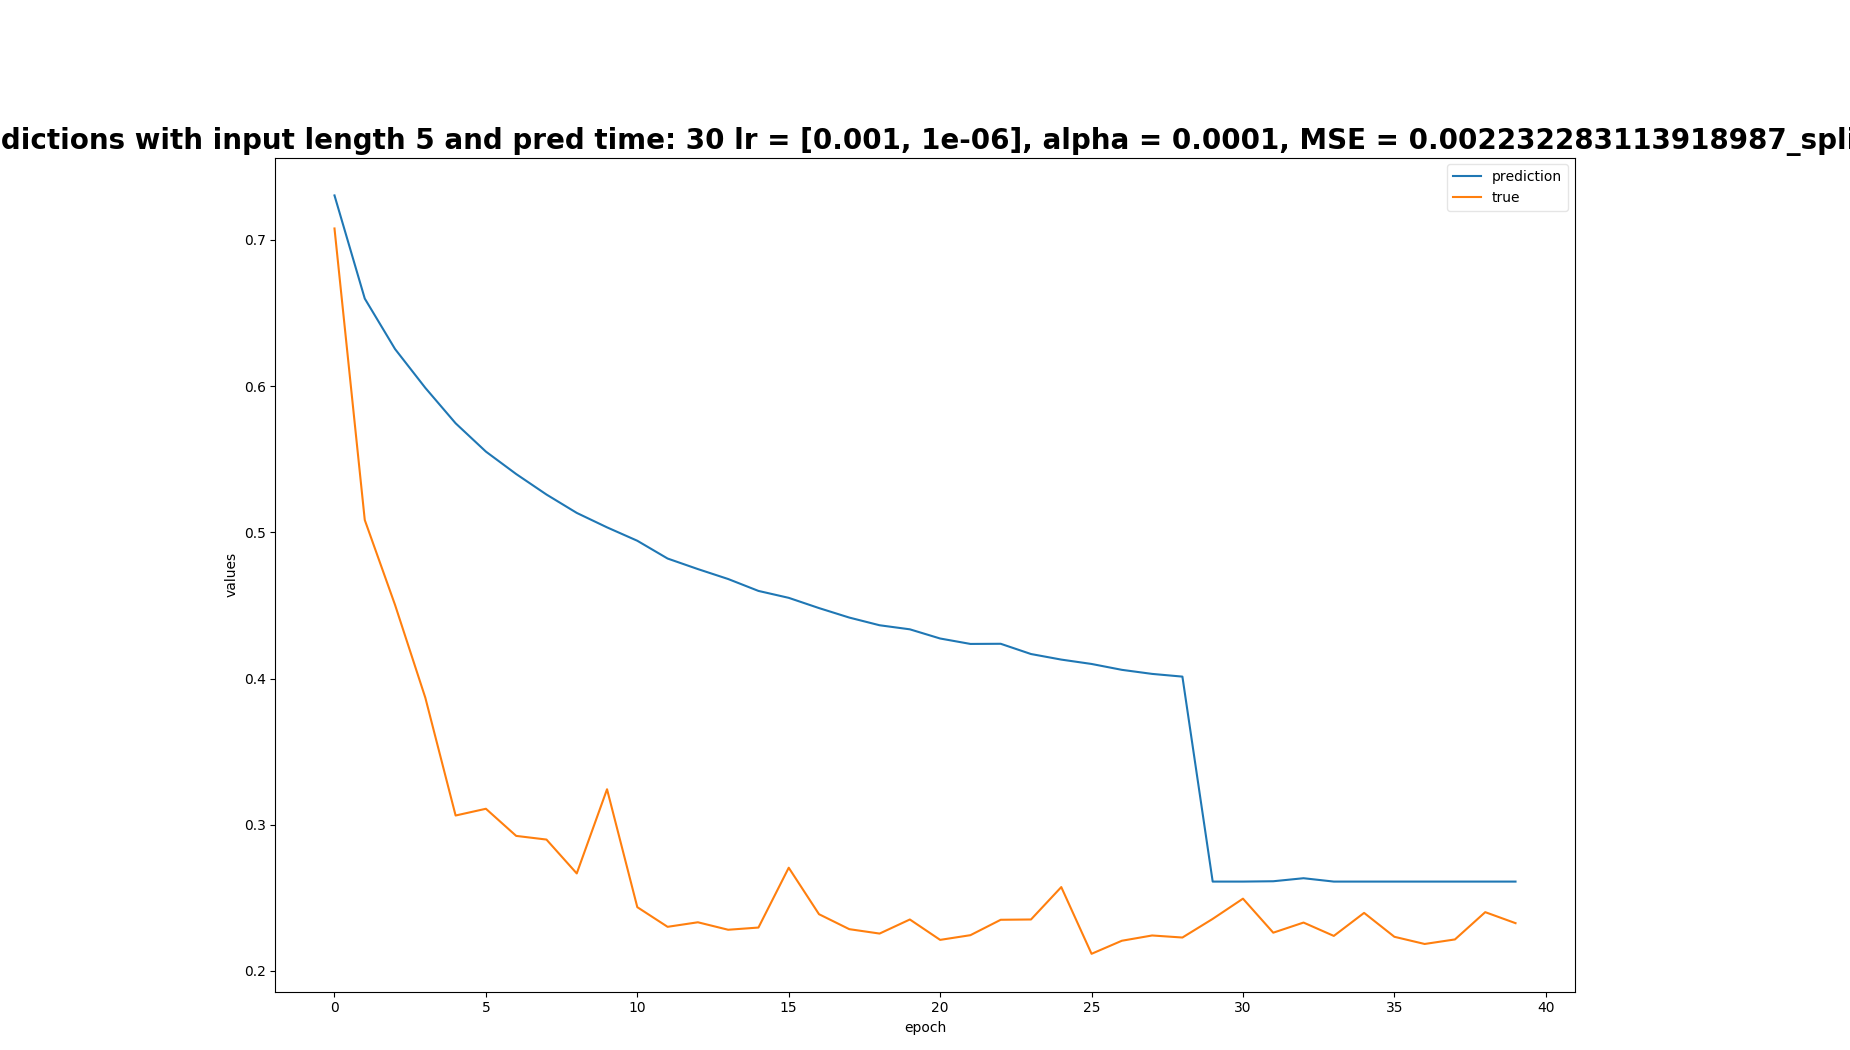 dictions with input length 5 and pred time: 30 lr = [0.001, 1e-06], alpha = 0.0001, MSE = 0.002232283113918987_spli
prediction
true
0.7
0.6
0.5
0.4
0.3
0.2
values
0 5 10 15 20 25 30 35 40
epoch